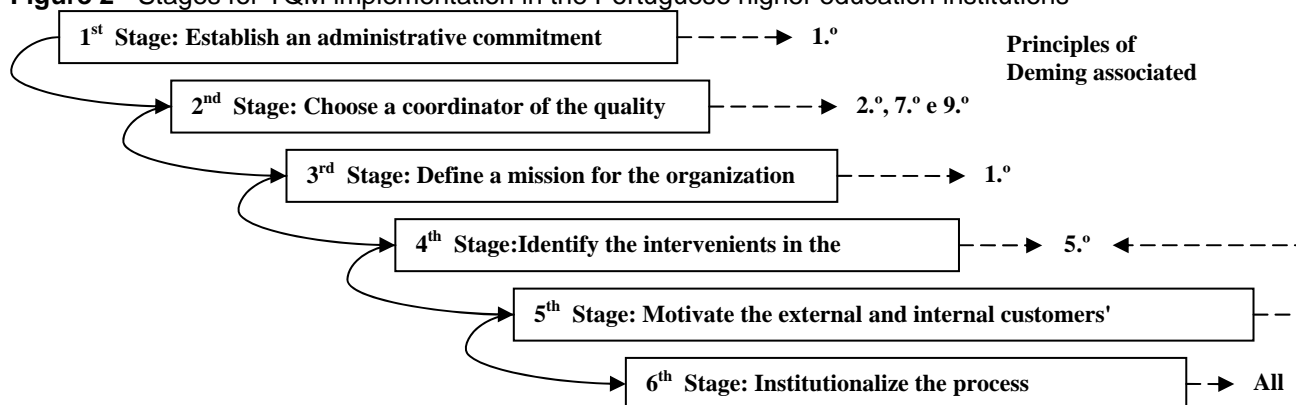 Figure 2 - Stages for TQM implementation in the Portuguese higher education institutions
1st Stage: Establish an administrative commitment
1.º
Principles of
Deming associated
2nd Stage: Choose a coordinator of the quality
2.º, 7.º e 9.º
3rd Stage: Define a mission for the organization
1.º
4th Stage:Identify the intervenients in the
5.º
5th Stage: Motivate the external and internal customers'
6th Stage: Institutionalize the process
All